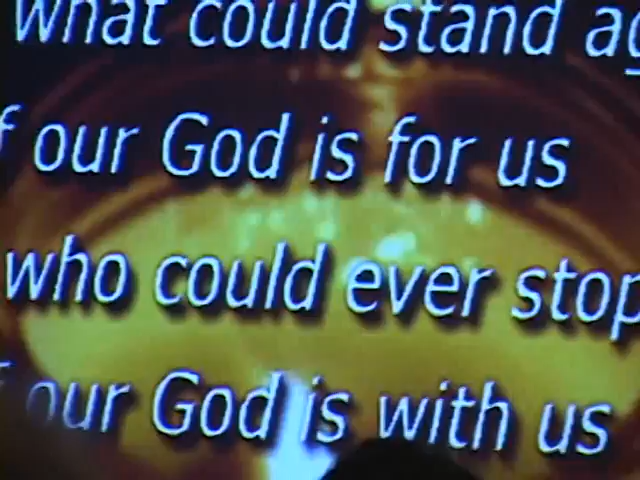 what could stand ag
f our God is for us
who could ever stop
f our God is with us